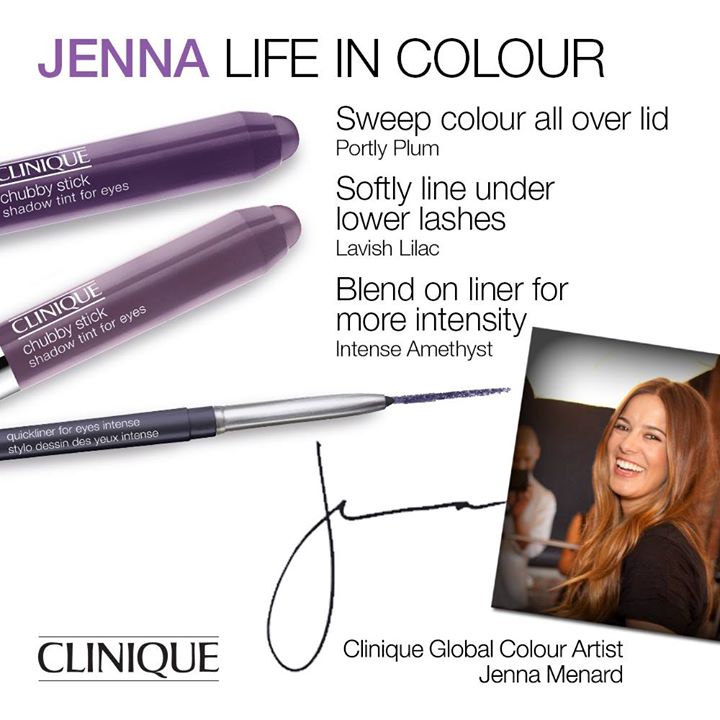 JENNA LIFE IN COLOUR
Sweep colour all over lid
Portly Plum
Softly line under
lower lashes
Lavish Lilac
Blend on liner for
more intensity
Intense Amethyst
CLINIQUE
chubby stick
shadow tint for eyes
CLINIQUE
chubby stick
shadow tint for eyes
quickliner for eyes intense
stylo dessin des yeux intense
Jenna
CLINIQUE
Clinique Global Colour Artist
Jenna Menard